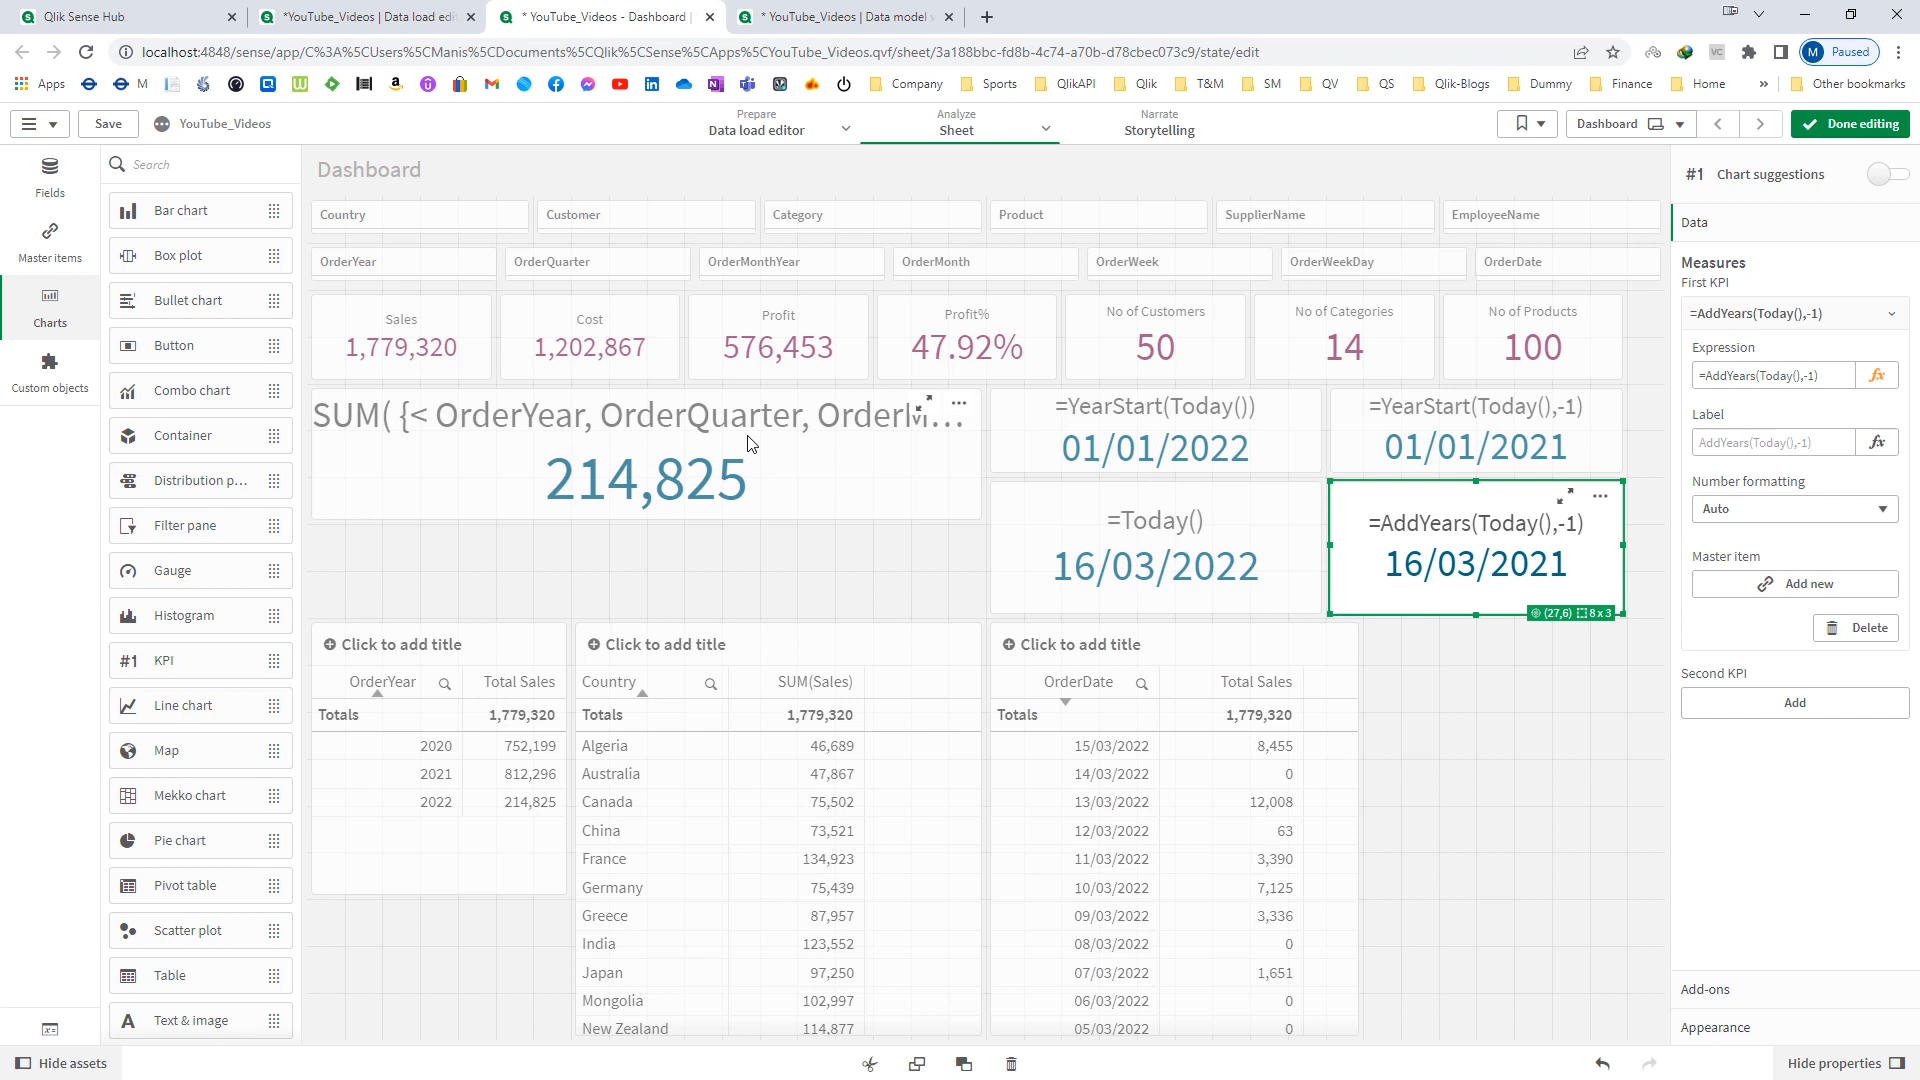 Qlik Sense Hub
*YouTube_Videos | Data load edit
* YouTube_Videos - Dashboard |
* YouTube_Videos | Data model v
localhost:4848/sense/app/C%3A%5CUsers%5CManis%5CDocuments%5CQlik%5CSense%5CApps%5CYouTube_Videos.qvf/sheet/3a188bbc-fd8b-4c74-a70b-d78cbec073c9/state/edit
VC
M Paused
Apps
M
Company
Sports
QlikAPI
Qlik
T&M
SM
QV
QS
Qlik-Blogs
Dummy
Finance
Home
»
Other bookmarks
Save
YouTube_Videos
Prepare
Data load editor
Analyze
Sheet
Narrate
Storytelling
Dashboard
Done editing
Fields
Master items
Charts
Custom objects
Search
Bar chart
Box plot
Bullet chart
Button
Combo chart
Container
Distribution p...
Filter pane
Gauge
Histogram
#1 KPI
Line chart
Map
Mekko chart
Pie chart
Pivot table
Scatter plot
Table
A Text & image
Dashboard
Country
Customer
Category
Product
SupplierName
EmployeeName
OrderYear
OrderQuarter
OrderMonthYear
OrderMonth
OrderWeek
OrderWeekDay
OrderDate
Sales
1,779,320
Cost
1,202,867
Profit
576,453
Profit%
47.92%
No of Customers
50
No of Categories
14
No of Products
100
SUM( {< OrderYear, OrderQuarter, OrderM...
214,825
=YearStart(Today())
01/01/2022
=YearStart(Today(),-1)
01/01/2021
=Today()
16/03/2022
=AddYears(Today(),-1)
16/03/2021
(27,6) 8 x 3
Click to add title
OrderYear Total Sales
Totals 1,779,320
2020 752,199
2021 812,296
2022 214,825
Click to add title
Country SUM(Sales)
Totals 1,779,320
Algeria 46,689
Australia 47,867
Canada 75,502
China 73,521
France 134,923
Germany 75,439
Greece 87,957
India 123,552
Japan 97,250
Mongolia 102,997
New Zealand 114,877
Click to add title
OrderDate Total Sales
Totals 1,779,320
15/03/2022 8,455
14/03/2022 0
13/03/2022 12,008
12/03/2022 63
11/03/2022 3,390
10/03/2022 7,125
09/03/2022 3,336
08/03/2022 0
07/03/2022 1,651
06/03/2022 0
05/03/2022 0
#1 Chart suggestions
Data
Measures
First KPI
=AddYears(Today(),-1)
Expression
=AddYears(Today(),-1)
fx
Label
AddYears(Today(),-1)
fx
Number formatting
Auto
Master item
Add new
Delete
Second KPI
Add
Add-ons
Appearance
Hide assets
Hide properties